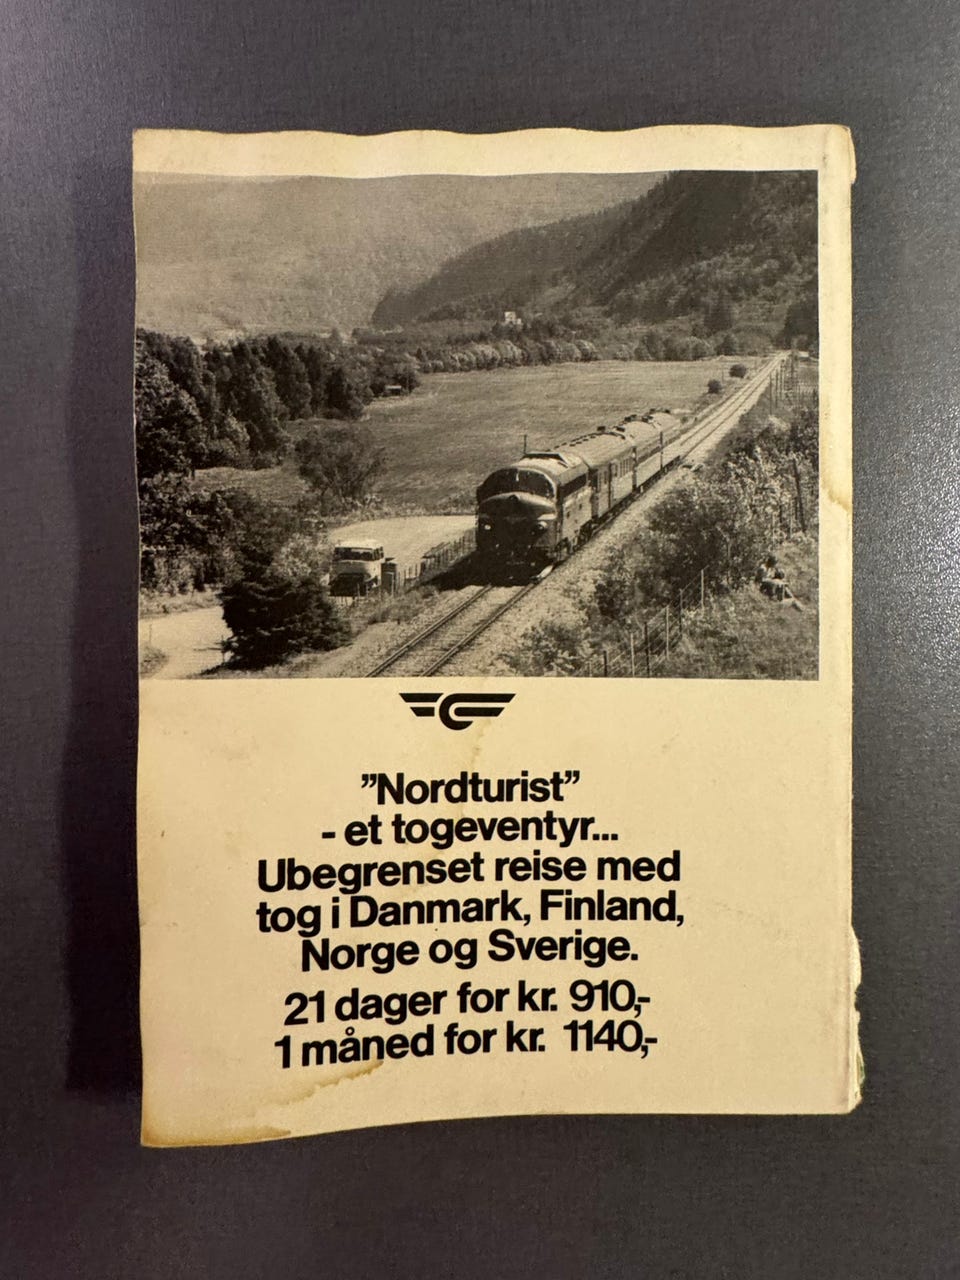 ”Nordturist”
- et togeventyr...
Ubegrenset reise med
tog i Danmark, Finland,
Norge og Sverige.
21 dager for kr. 910,-
1 måned for kr. 1140,-